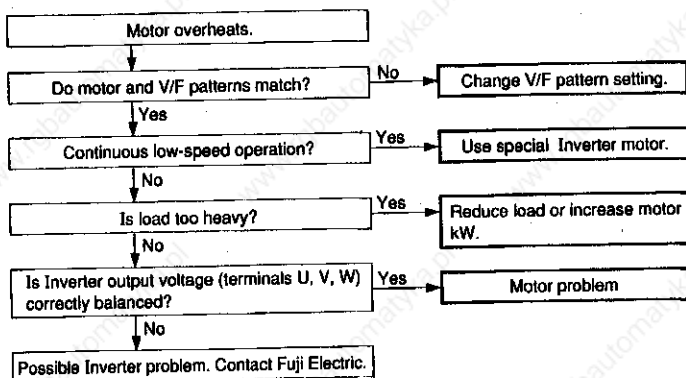 Motor overheats.
Do motor and V/F patterns match?
No
Change V/F pattern setting.
Yes
Continuous low-speed operation?
Yes
Use special Inverter motor.
No
Is load too heavy?
Yes
Reduce load or increase motor
kW.
No
Is Inverter output voltage (terminals U, V, W)
correctly balanced?
Yes
Motor problem
No
Possible Inverter problem. Contact Fuji Electric.